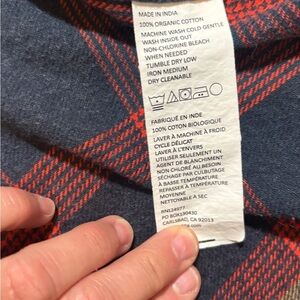 MADE IN INDIA
100% ORGANIC COTTON
MACHINE WASH COLD GENTLE
WASH INSIDE OUT
NON-CHLORINE BLEACH
WHEN NEEDED
TUMBLE DRY LOW
IRON MEDIUM
DRY CLEANABLE
FABRIQUÉ EN INDE
100% COTON BIOLOGIQUE
LAVER À MACHINE À FROID
CYCLE DÉLICAT
LAVER À L'ENVERS
UTILISER SEULEMENT UN
AGENT DE BLANCHIMENT
NON CHLORÉ AU BESOIN
SÉCHAGE PAR CULBUTAGE
À BASSE TEMPÉRATURE
REPASSER À TEMPÉRATURE
MOYENNE
NETTOYABLE À SEC
RN124977
PO BOX130430
CARLSBAD, CA 92013
.com